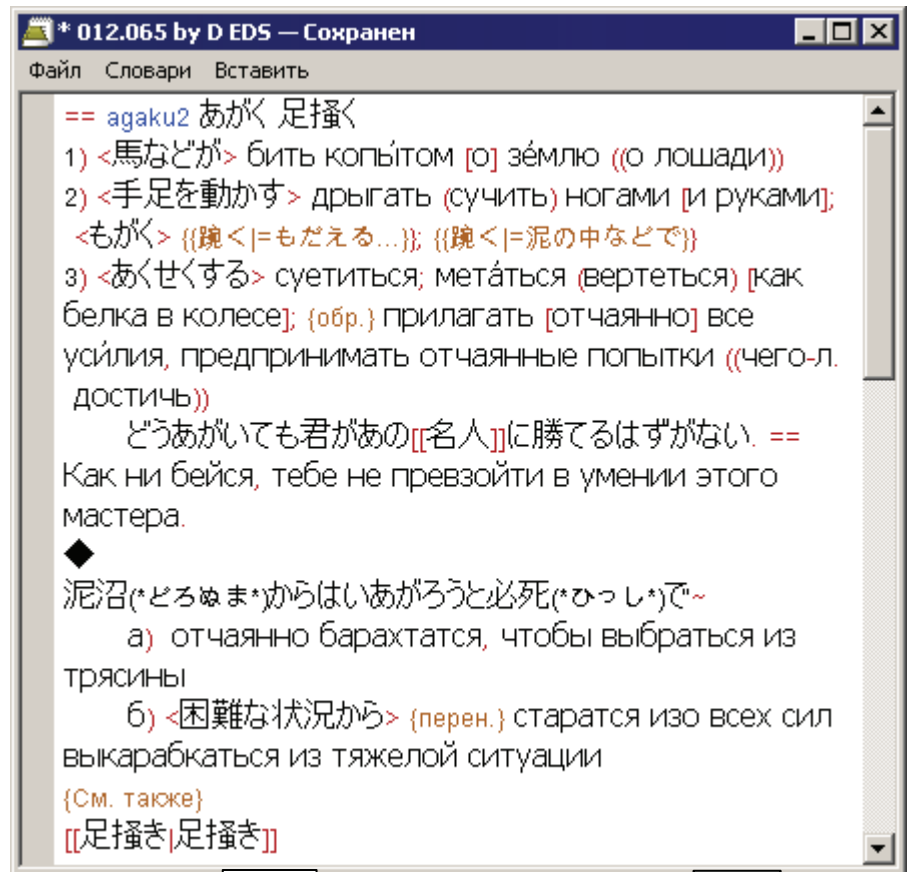 * 012.065 by D EDS — Сохранен
Файл Словари Вставить
== agaku2 あがく 足掻く
1) <馬などが> бить копы́том [о] зе́млю ((о лошади))
2) <手足を動かす> дрыгать (сучить) ногами [и руками];
<もがく> {{踠く|=もだえる...}}; {{踠く|=泥の中などで}}
3) <あくせくする> суетиться; мета́ться (вертеться) [как
белка в колесе]; {обр.} прилагать [отчаянно] все
уси́лия, предпринимать отчаянные попытки ((чего-л.
достичь))
どうあがいても君があの[[名人]]に勝てるはずがない. ==
Как ни бейся, тебе не превзойти в умении этого
мастера.
◆
泥沼(*どろぬま*)からはいあがろうと必死(*ひっし*)で~
а) отчаянно барахтатся, чтобы выбраться из
трясины
б) <困難な状況から> {перен.} старатся изо всех сил
выкарабкаться из тяжелой ситуации
{См. также}
[[足掻き|足掻き]]